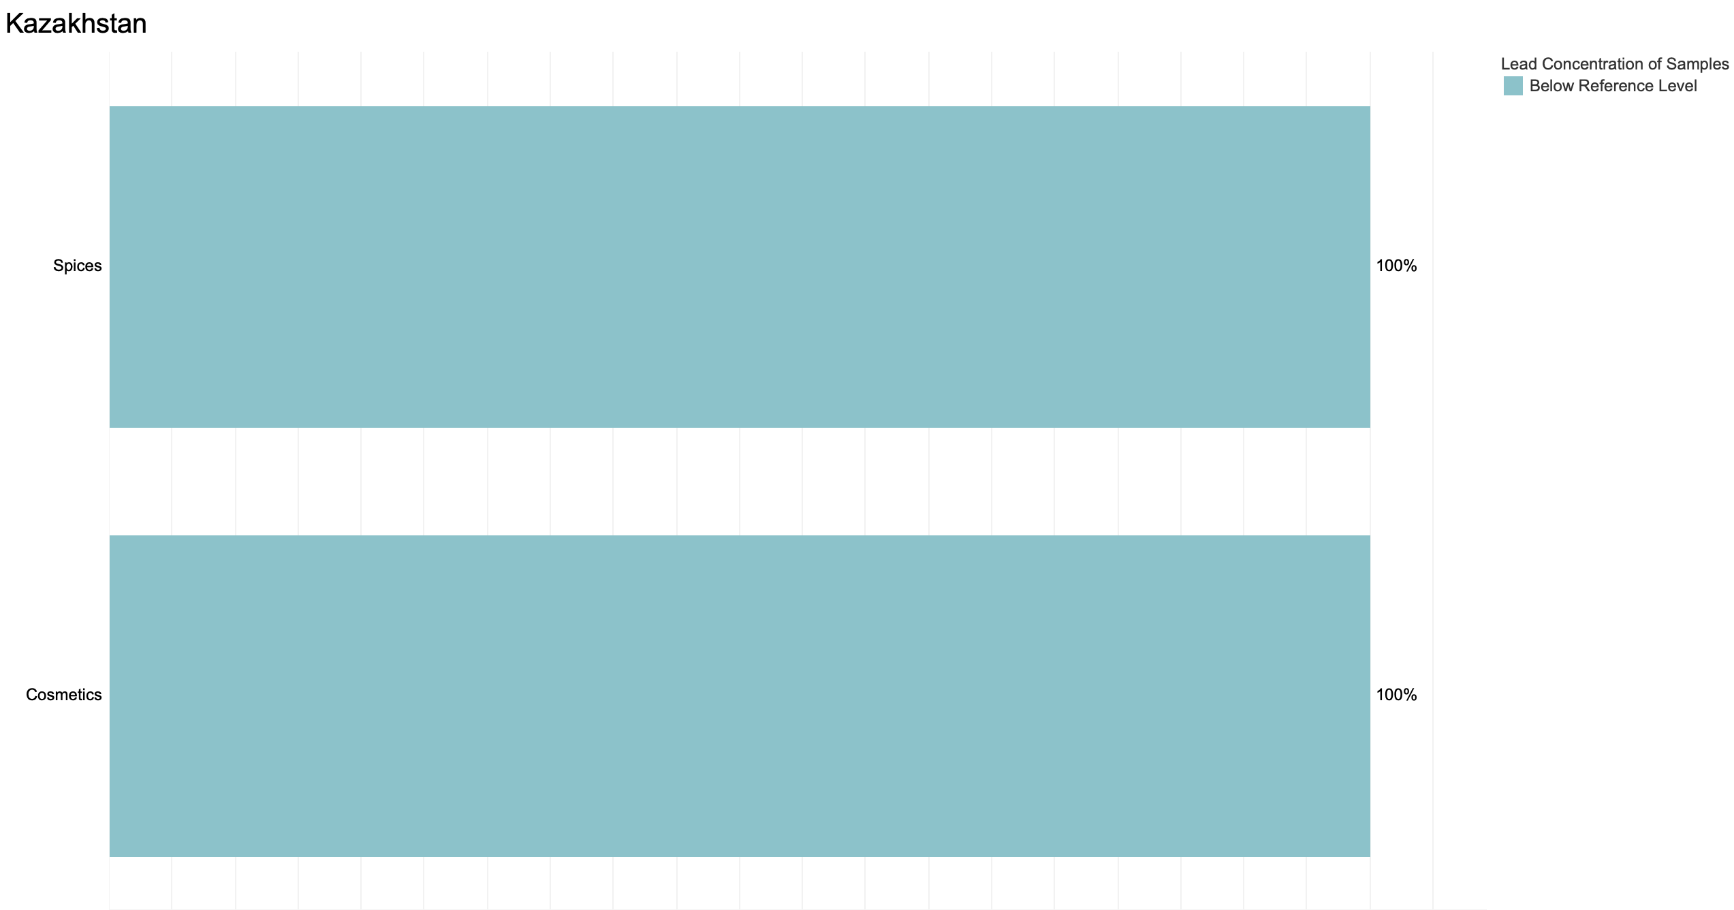 Kazakhstan
Lead Concentration of Samples
Below Reference Level
Spices
100%
Cosmetics
100%